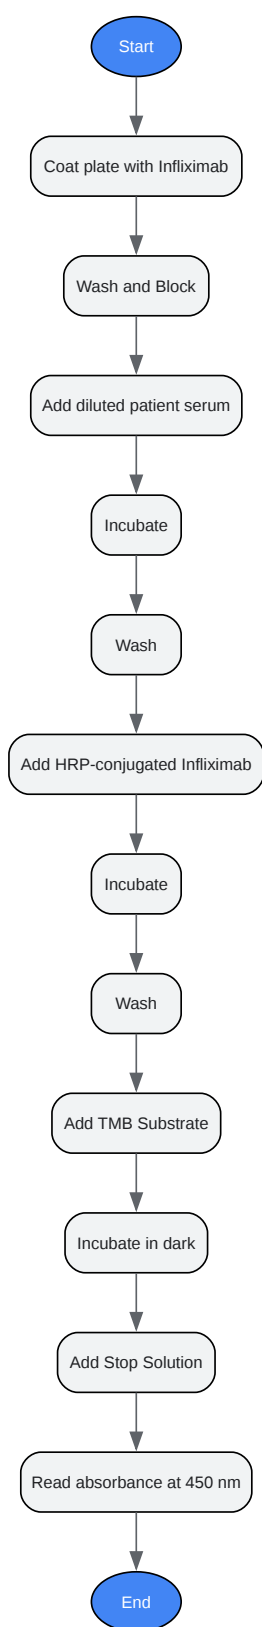 Start
Coat plate with Infliximab
Wash and Block
Add diluted patient serum
Incubate
Wash
Add HRP-conjugated Infliximab
Incubate
Wash
Add TMB Substrate
Incubate in dark
Add Stop Solution
Read absorbance at 450 nm
End